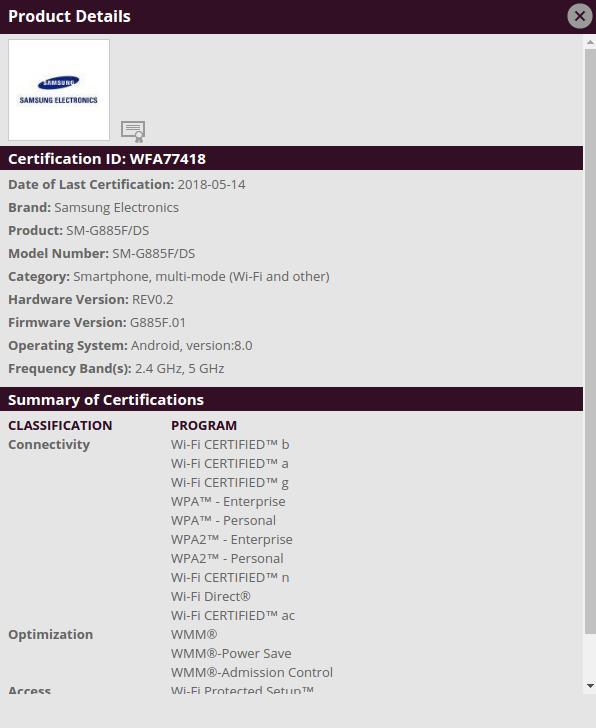 Product Details
SAMSUNG
SAMSUNG ELECTRONICS
Certification ID: WFA77418
Date of Last Certification: 2018-05-14
Brand: Samsung Electronics
Product: SM-G885F/DS
Model Number: SM-G885F/DS
Category: Smartphone, multi-mode (Wi-Fi and other)
Hardware Version: REV0.2
Firmware Version: G885F.01
Operating System: Android, version:8.0
Frequency Band(s): 2.4 GHz, 5 GHz
Summary of Certifications
CLASSIFICATION PROGRAM
Connectivity Wi-Fi CERTIFIED™ b
Wi-Fi CERTIFIED™ a
Wi-Fi CERTIFIED™ g
WPA™ - Enterprise
WPA™ - Personal
WPA2™ - Enterprise
WPA2™ - Personal
Wi-Fi CERTIFIED™ n
Wi-Fi Direct®
Wi-Fi CERTIFIED™ ac
Optimization WMM®
WMM®-Power Save
WMM®-Admission Control
Access Wi-Fi Protected Setup™